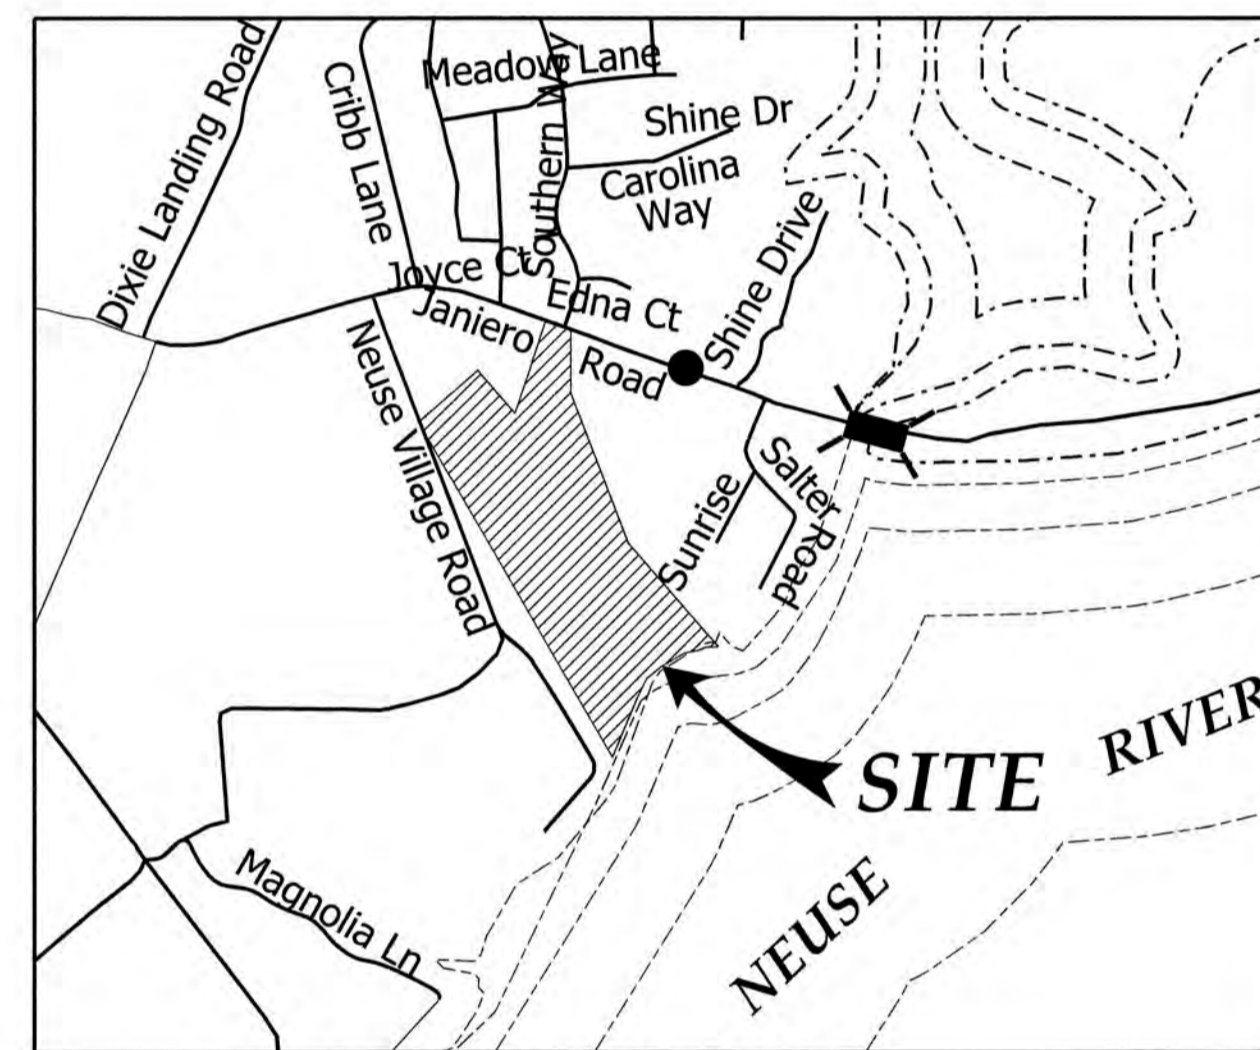 Dixie Landing Road
Cribb Lane
Meadow Lane
Southern Way
Shine Dr
Carolina
Way
Joyce Ct
Edna Ct
Shine Drive
Janiero
Road
Neuse Village Road
Sunrise
Salter Road
SITE
RIVER
NEUSE
Magnolia Ln